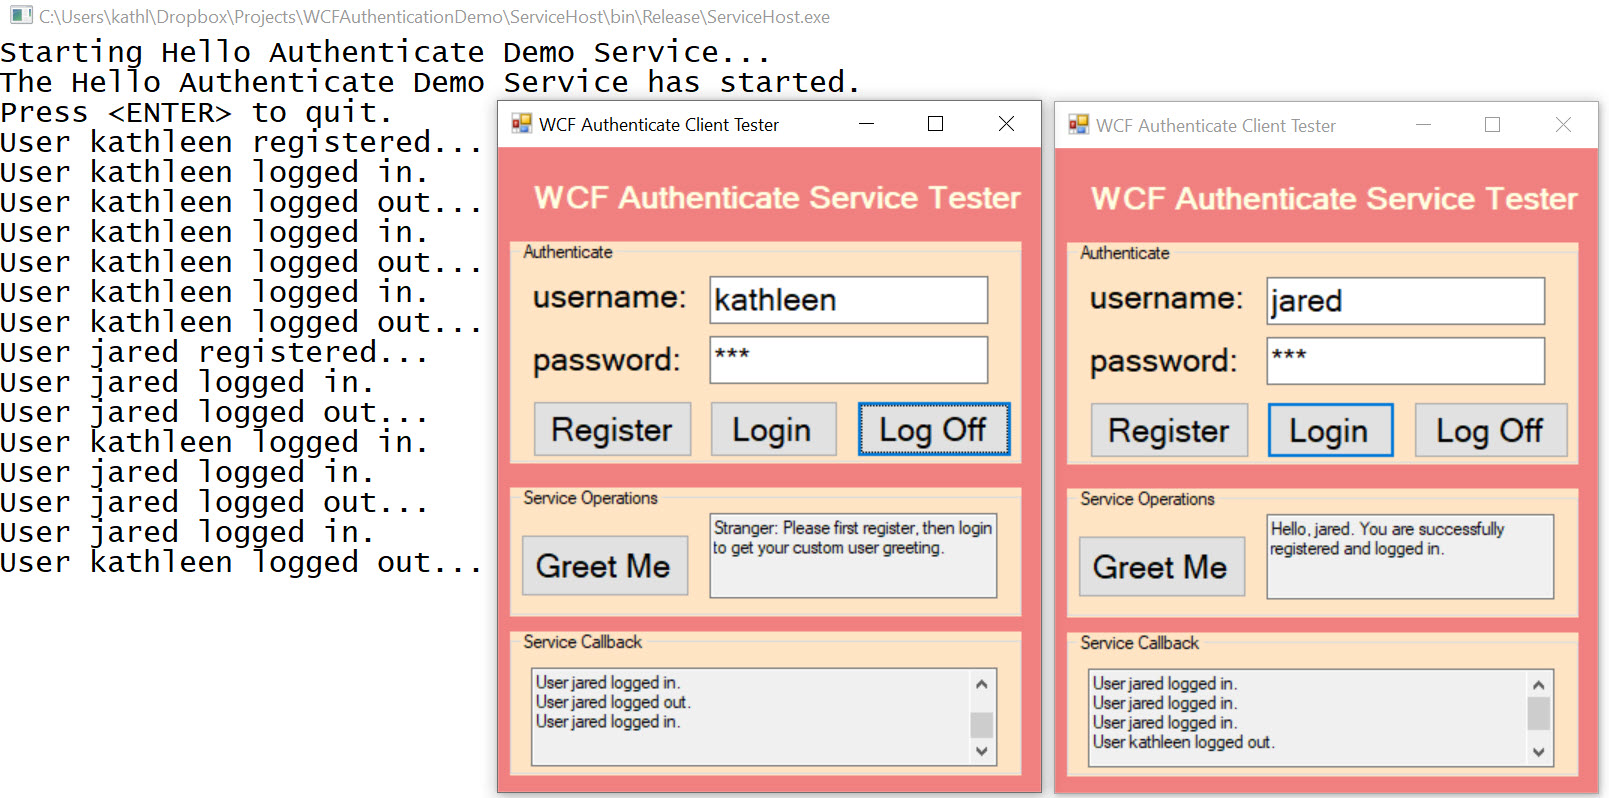 C:\Users\kathl\Dropbox\Projects\WCFAuthenticationDemo\ServiceHost\bin\Release\ServiceHost.exe
Starting Hello Authenticate Demo Service...
The Hello Authenticate Demo Service has started.
Press <ENTER> to quit.
User kathleen registered...
User kathleen logged in.
User kathleen logged out...
User kathleen logged in.
User kathleen logged out...
User kathleen logged in.
User kathleen logged out...
User jared registered...
User jared logged in.
User jared logged out...
User kathleen logged in.
User jared logged in.
User jared logged out...
User jared logged in.
User kathleen logged out...
WCF Authenticate Client Tester
WCF Authenticate Service Tester
Authenticate
username: kathleen
password: ***
Register Login Log Off
Service Operations
Greet Me
Stranger: Please first register, then login
to get your custom user greeting.
Service Callback
User jared logged in.
User jared logged out.
User jared logged in.
WCF Authenticate Client Tester
WCF Authenticate Service Tester
Authenticate
username: jared
password: ***
Register Login Log Off
Service Operations
Greet Me
Hello, jared. You are successfully
registered and logged in.
Service Callback
User jared logged in.
User jared logged in.
User jared logged in.
User kathleen logged out.